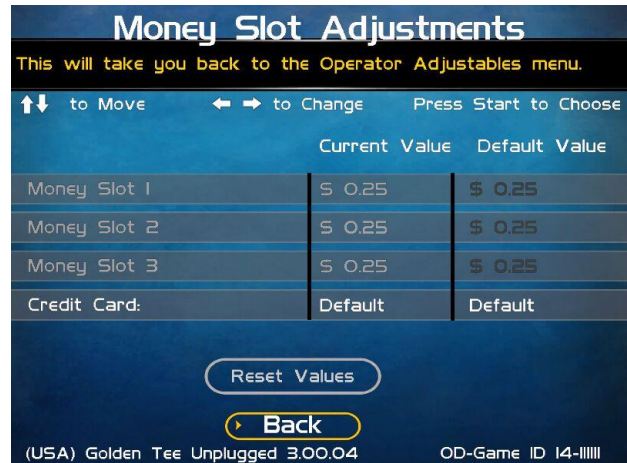 Money Slot Adjustments
This will take you back to the Operator Adjustables menu.
to Move to Change Press Start to Choose
Current Value Default Value
Money Slot 1 $ 0.25 $ 0.25
Money Slot 2 $ 0.25 $ 0.25
Money Slot 3 $ 0.25 $ 0.25
Credit Card: Default Default
Reset Values
Back
(USA) Golden Tee Unplugged 3.00.04 OD-Game ID 14-111111